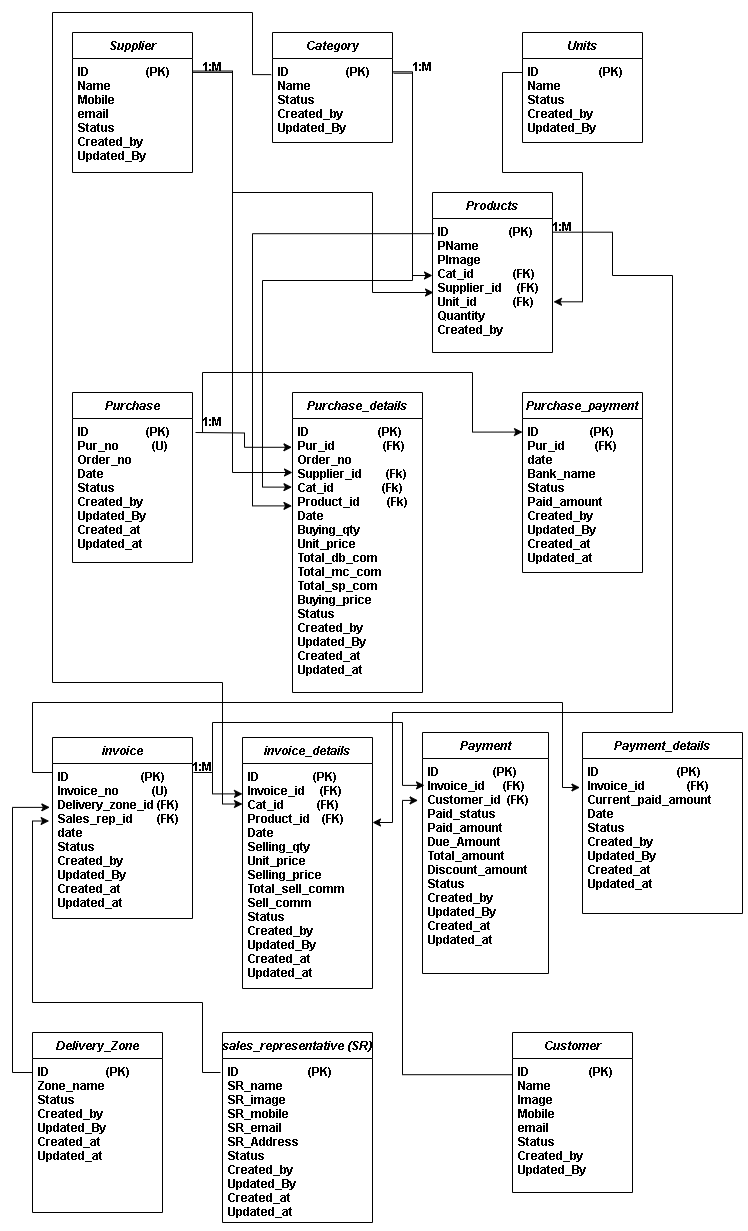 Supplier
ID (PK)
Name
Mobile
email
Status
Created_by
Updated_By
1:M
Category
ID (PK)
Name
Status
Created_by
Updated_By
1:M
Units
ID (PK)
Name
Status
Created_by
Updated_By
Products
ID (PK)
PName
PImage
Cat_id (FK)
Supplier_id (FK)
Unit_id (Fk)
Quantity
Created_by
1:M
Purchase
ID (PK)
Pur_no (U)
Order_no
Date
Status
Created_by
Updated_By
Created_at
Updated_at
1:M
Purchase_details
ID (PK)
Pur_id (FK)
Order_no
Supplier_id (Fk)
Cat_id (Fk)
Product_id (Fk)
Date
Buying_qty
Unit_price
Total_db_com
Total_mc_com
Total_sp_com
Buying_price
Status
Created_by
Updated_By
Created_at
Updated_at
Purchase_payment
ID (PK)
Pur_id (FK)
date
Bank_name
Status
Paid_amount
Created_by
Updated_By
Created_at
Updated_at
invoice
ID (PK)
Invoice_no (U)
Delivery_zone_id (FK)
Sales_rep_id (FK)
date
Status
Created_by
Updated_By
Created_at
Updated_at
1:M
invoice_details
ID (PK)
Invoice_id (FK)
Cat_id (FK)
Product_id (FK)
Date
Selling_qty
Unit_price
Selling_price
Total_sell_comm
Sell_comm
Status
Created_by
Updated_By
Created_at
Updated_at
Payment
ID (PK)
Invoice_id (FK)
Customer_id (FK)
Paid_status
Paid_amount
Due_Amount
Total_amount
Discount_amount
Status
Created_by
Updated_By
Created_at
Updated_at
Payment_details
ID (PK)
Invoice_id (FK)
Current_paid_amount
Date
Status
Created_by
Updated_By
Created_at
Updated_at
Delivery_Zone
ID (PK)
Zone_name
Status
Created_by
Updated_By
Created_at
Updated_at
sales_representative (SR)
ID (PK)
SR_name
SR_image
SR_mobile
SR_email
SR_Address
Status
Created_by
Updated_By
Created_at
Updated_at
Customer
ID (PK)
Name
Image
Mobile
email
Status
Created_by
Updated_By